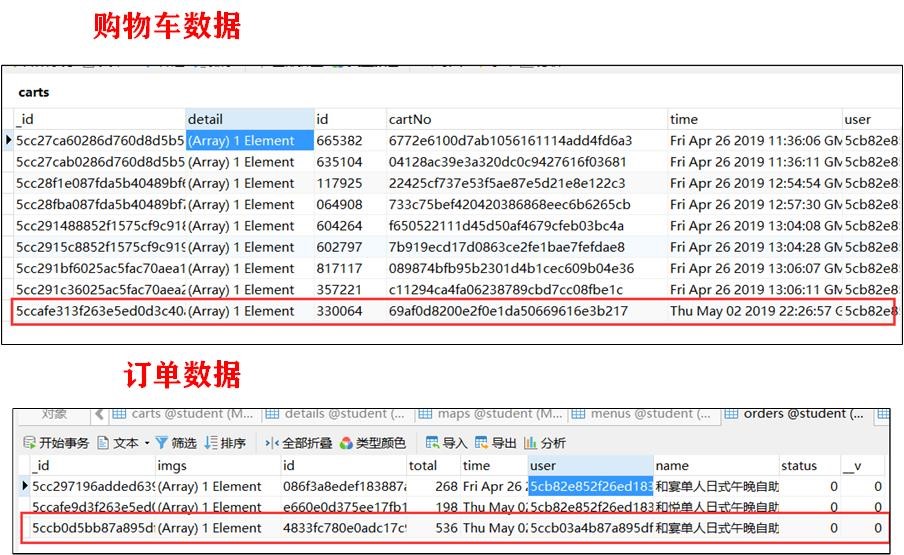 购物车数据
carts
_id detail id cartNo time user
5cc27ca60286d760d8d5b5 (Array) 1 Element 665382 6772e6100d7ab1056161114add4fd6a3 Fri Apr 26 2019 11:36:06 GM 5cb82e8
5cc27cab0286d760d8d5b5 (Array) 1 Element 635104 04128ac39e3a320dc0c9427616f03681 Fri Apr 26 2019 11:36:11 GM 5cb82e8
5cc28f1e087fda5b40489bf6 (Array) 1 Element 117925 22425cf737e53f5ae87e5d21e8e122c3 Fri Apr 26 2019 12:54:54 GM 5cb82e8
5cc28fba087fda5b40489bf7 (Array) 1 Element 064908 733c75bef420420386868eec6b6265cb Fri Apr 26 2019 12:57:30 GM 5cb82e8
5cc291488852f1575cf9c918 (Array) 1 Element 604264 f650522111d45d50af4679cfeb03bc4a Fri Apr 26 2019 13:04:08 GM 5cb82e8
5cc2915c8852f1575cf9c919 (Array) 1 Element 602797 7b919ecd17d0863ce2fe1bae7fefdae8 Fri Apr 26 2019 13:04:28 GM 5cb82e8
5cc291bf6025ac5fac70aea1 (Array) 1 Element 817117 089874bfb95b2301d4b1cec609b04e36 Fri Apr 26 2019 13:06:07 GM 5cb82e8
5cc291c36025ac5fac70aea2 (Array) 1 Element 357221 c11294ca4fa06238789cbd7cc08fbe1c Fri Apr 26 2019 13:06:11 GM 5cb82e8
5ccafe313f263e5ed0d3c40 (Array) 1 Element 330064 69af0d8200e2f0e1da50669616e3b217 Thu May 02 2019 22:26:57 G 5cb82e8
订单数据
对象 carts @student (M... details @student (... maps @student (M... menus @student (... orders @student (...
开始事务 文本 筛选 排序 全部折叠 类型颜色 导入 导出 分析
_id imgs id total time user name status __v
5cc297196added639 (Array) 1 Element 086f3a8edef183887 268 Fri Apr 26 5cb82e852f26ed183 和宴单人日式午晚自助 0 0
5ccafe9d3f263e5ed0 (Array) 1 Element e660e0d375ee17fb1 198 Thu May 02 5cb82e852f26ed183 和悦单人日式午晚自助 0 0
5ccb0d5bb87a895d (Array) 1 Element 4833fc780e0adc17c 536 Thu May 02 5ccb03a4b87a895df 和宴单人日式午晚自助 0 0